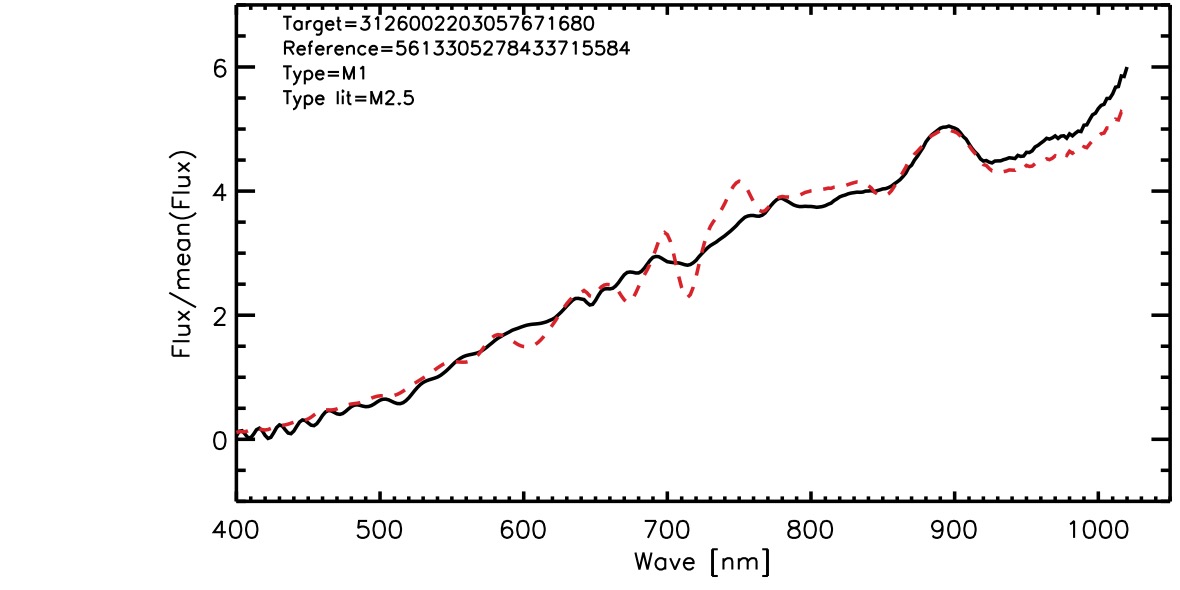 Target=3126002203057671680
Reference=5613305278433715584
Type=M1
Type lit=M2.5
6
4
2
0
Flux/mean(Flux)
400 500 600 700 800 900 1000
Wave [nm]